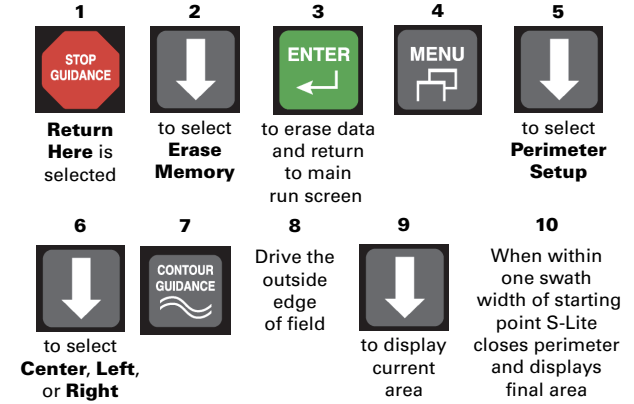 1
2
3
4
5
STOP
GUIDANCE
ENTER
MENU
Return
Here is
selected
to select
Erase
Memory
to erase data
and return
to main
run screen
to select
Perimeter
Setup
6
7
8
9
10
CONTOUR
GUIDANCE
to select
Center, Left,
or Right
Drive the
outside
edge
of field
to display
current
area
When within
one swath
width of starting
point S-Lite
closes perimeter
and displays
final area